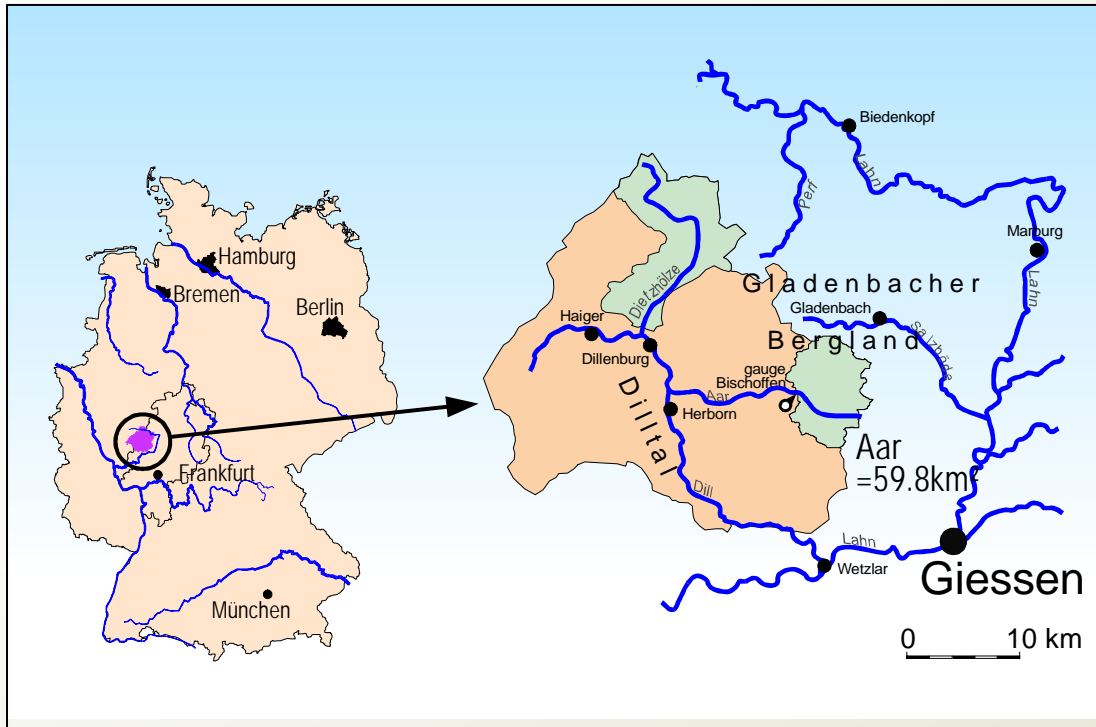 Hamburg
Bremen
Berlin
Frankfurt
München
Biedenkopf
Lahn
Perf
Marburg
Lahn
Dietzhölze
Gladenbacher
Gladenbach
Haiger
Bergland
Salzhöde
Dillenburg
gauge
Bischoffen
Aar
Herborn
Dilltal
Aar
=59.8km²
Dill
Lahn
Wetzlar
Giessen
0 10 km